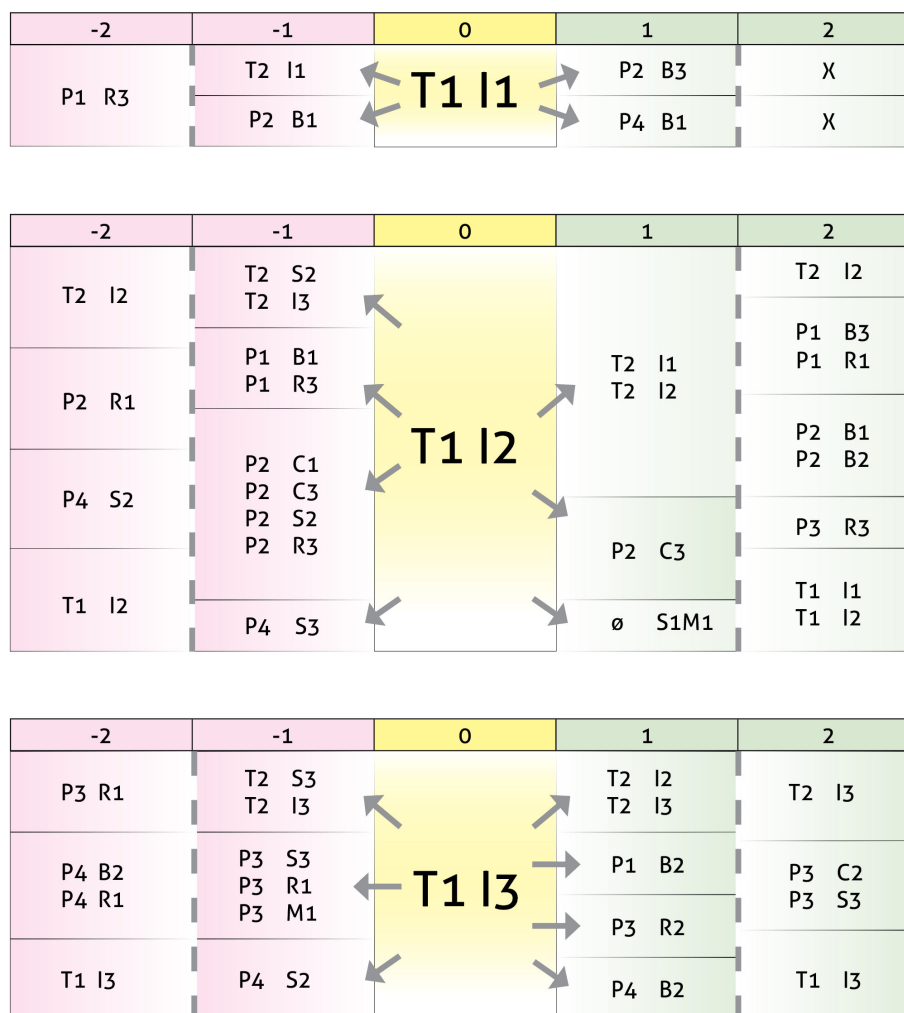 -2 -1 0 1 2
P1 R3
T2 I1
P2 B1
T1 I1
P2 B3
P4 B1
X
X
-2 -1 0 1 2
T2 I2
P2 R1
P4 S2
T1 I2
T2 S2
T2 I3
P1 B1
P1 R3
P2 C1
P2 C3
P2 S2
P2 R3
P4 S3
T1 I2
T2 I1
T2 I2
P2 C3
ø S1M1
T2 I2
P1 B3
P1 R1
P2 B1
P2 B2
P3 R3
T1 I1
T1 I2
-2 -1 0 1 2
P3 R1
P4 B2
P4 R1
T1 I3
T2 S3
T2 I3
P3 S3
P3 R1
P3 M1
P4 S2
T1 I3
T2 I2
T2 I3
P1 B2
P3 R2
P4 B2
T2 I3
P3 C2
P3 S3
T1 I3